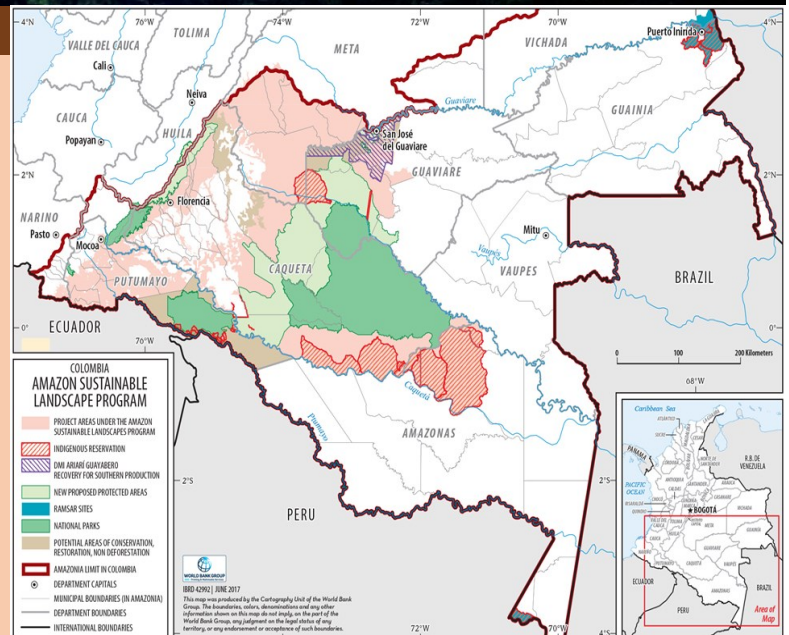 4°N
76°W
74°W
72°W
70°W
4°N
TOLIMA
VALLE DEL CAUCA
Cali
META
VICHADA
Puerto Inirida
Neiva
CAUCA
HUILA
Guaviare
GUAINIA
Popayan
San José
del Guaviare
GUAVIARE
2°N
2°N
Florencia
NARINO
Pasto
Mocoa
Mitu
Vaupés
CAQUETA
VAUPES
PUTUMAYO
BRAZIL
ECUADOR
0°
0°
70°W
0 100 200 Kilometers
68°W
Caquetá
Putumayo
AMAZONAS
2°S
2°S
PERU
72°W
70°W
4°S
COLOMBIA
AMAZON SUSTAINABLE
LANDSCAPE PROGRAM
PROJECT AREAS UNDER THE AMAZON
SUSTAINABLE LANDSCAPES PROGRAM
INDIGENOUS RESERVATION
DMI ARIARÍ GUAYABERO
RECOVERY FOR SOUTHERN PRODUCTION
NEW PROPOSED PROTECTED AREAS
RAMSAR SITES
NATIONAL PARKS
POTENTIAL AREAS OF CONSERVATION,
RESTORATION, NON DEFORESTATION
AMAZONIA LIMIT IN COLOMBIA
DEPARTMENT CAPITALS
MUNICIPAL BOUNDARIES (IN AMAZONIA)
DEPARTMENT BOUNDARIES
INTERNATIONAL BOUNDARIES
WORLD BANK GROUP
IBRD 42992 | JUNE 2017
This map was produced by the Cartography Unit of the World Bank
Group. The boundaries, colors, denominations and any other
information shown on this map do not imply, on the part of the
World Bank Group, any judgment on the legal status of any
territory, or any endorsement or acceptance of such boundaries.
Caribbean Sea
PANAMA
R.B. DE
VENEZUELA
PACIFIC
OCEAN
BOGOTÁ
ECUADOR
PERU
BRAZIL
Area of
Map